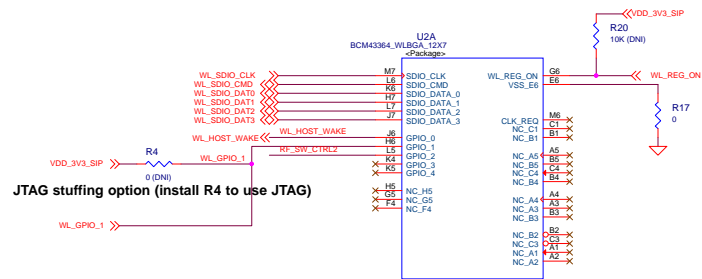 VDD_3V3_SIP
R20
10K (DNI)
U2A
BCM43364_WLBGA_12X7
<Package>
WL_SDIO_CLK M7 SDIO_CLK WL_REG_ON G6 WL_REG_ON
WL_SDIO_CMD L6 SDIO_CMD VSS_E6 E6
WL_SDIO_DAT0 K6 SDIO_DATA_0
WL_SDIO_DAT1 H7 SDIO_DATA_1
WL_SDIO_DAT2 L7 SDIO_DATA_2
WL_SDIO_DAT3 J7 SDIO_DATA_3
R17
0
CLK_REQ M6
NC_C1 C1
NC_B1 B1
WL_HOST_WAKE WL_HOST_WAKE J6 GPIO_0
H6 GPIO_1
RF_SW_CTRL2 L5 GPIO_2
K4 GPIO_3
K5 GPIO_4
NC_A5 A5
NC_B5 B5
NC_C4 C4
NC_B4 B4
R4
VDD_3V3_SIP WL_GPIO_1
0 (DNI)
JTAG stuffing option (install R4 to use JTAG)
H5 NC_H5
G5 NC_G5
F4 NC_F4
NC_A4 A4
NC_A3 A3
NC_B3 B3
WL_GPIO_1
NC_B2 B2
NC_C3 C3
NC_A1 A1
NC_A2 A2